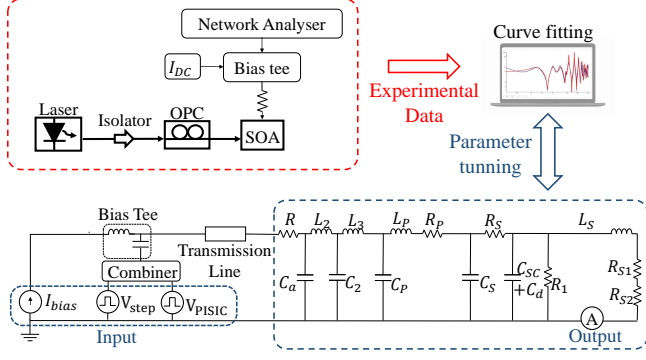 Network Analyser
I_DC
Bias tee
Laser
Isolator
OPC
SOA
Experimental
Data
Curve fitting
Parameter
tunning
Bias Tee
Combiner
Transmission
Line
I_bias
V_step
V_PISIC
Input
R
L_2
L_3
L_P
R_P
R_S
L_S
C_a
C_2
C_P
C_S
C_SC
+C_d
R_1
R_S1
R_S2
A
Output